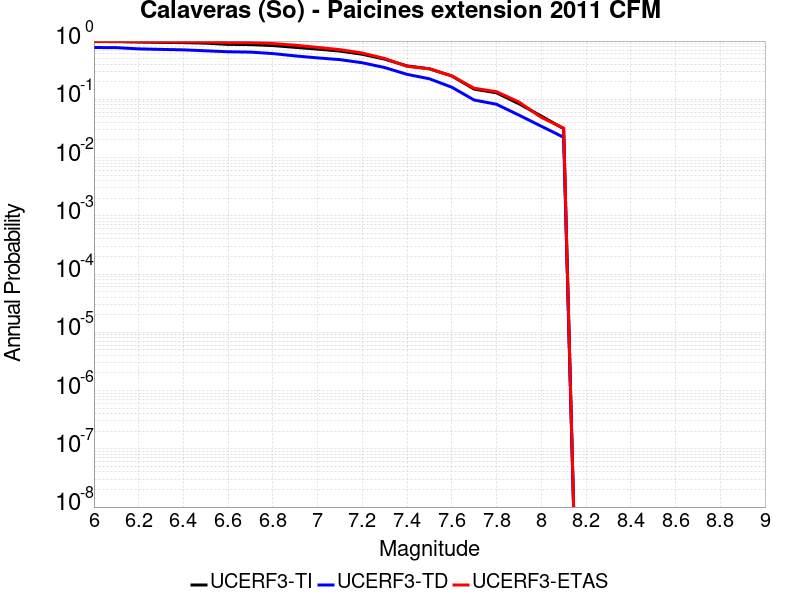 Calaveras (So) - Paicines extension 2011 CFM
10^0
10^-1
10^-2
10^-3
10^-4
10^-5
10^-6
10^-7
10^-8
Annual Probability
6 6.2 6.4 6.6 6.8 7 7.2 7.4 7.6 7.8 8 8.2 8.4 8.6 8.8 9
Magnitude
UCERF3-TI UCERF3-TD UCERF3-ETAS